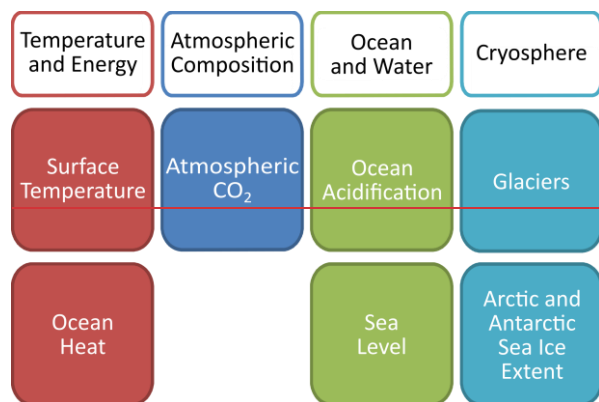 Temperature
and Energy
Atmospheric
Composition
Ocean
and Water
Cryosphere
Surface
Temperature
Atmospheric
CO₂
Ocean
Acidification
Glaciers
Ocean
Heat
Sea
Level
Arctic and
Antarctic
Sea Ice
Extent